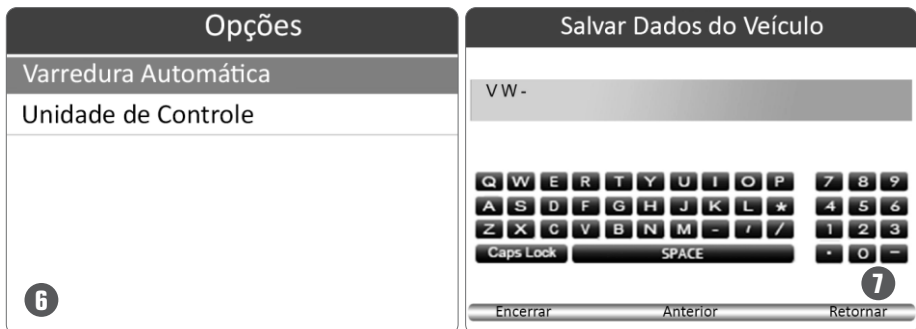 Opções
Varredura Automática
Unidade de Controle
6
Salvar Dados do Veículo
VW-
Q W E R T Y U I O P 7 8 9
A S D F G H J K L * 4 5 6
Z X C V B N M - ' / 1 2 3
Caps Lock SPACE . 0 -
7
Encerrar Anterior Retornar